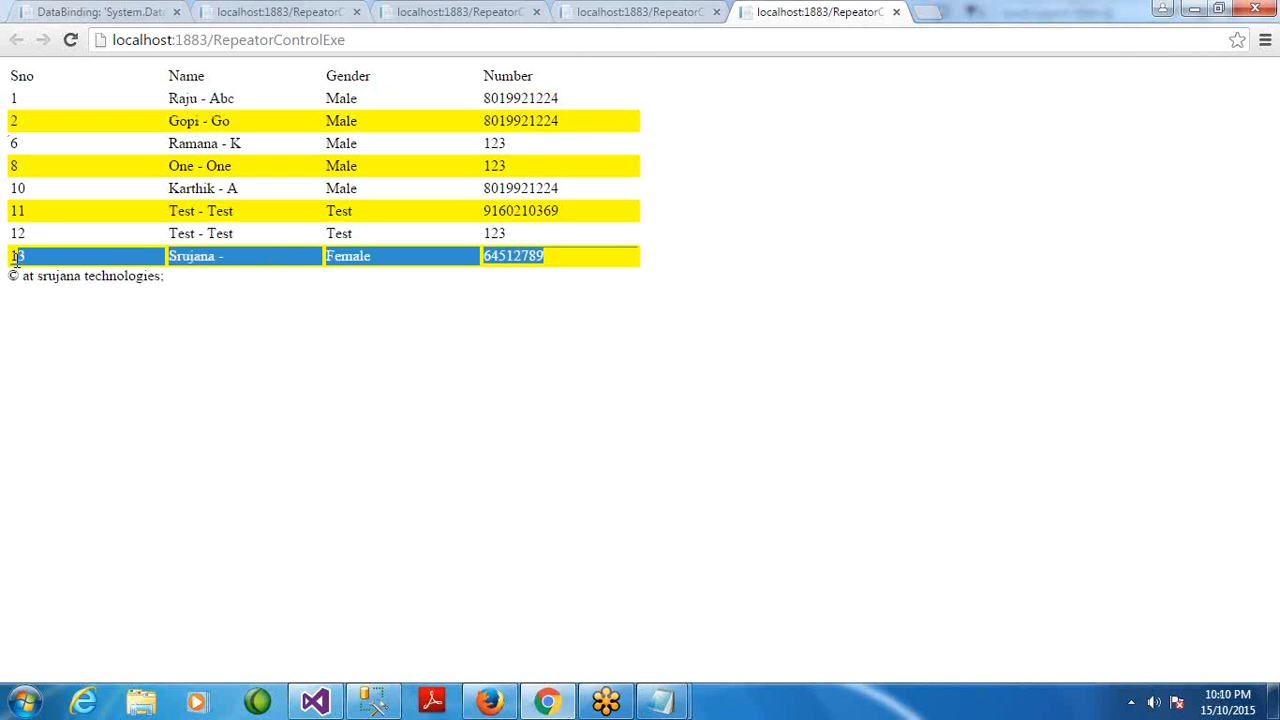 DataBinding: 'System.Dat
localhost:1883/RepeatorC
localhost:1883/RepeatorC
localhost:1883/RepeatorC
localhost:1883/RepeatorC
localhost:1883/RepeatorControlExe
Sno Name Gender Number
1 Raju - Abc Male 8019921224
2 Gopi - Go Male 8019921224
6 Ramana - K Male 123
8 One - One Male 123
10 Karthik - A Male 8019921224
11 Test - Test Test 9160210369
12 Test - Test Test 123
13 Srujana - Female 64512789
© at srujana technologies;
10:10 PM
15/10/2015